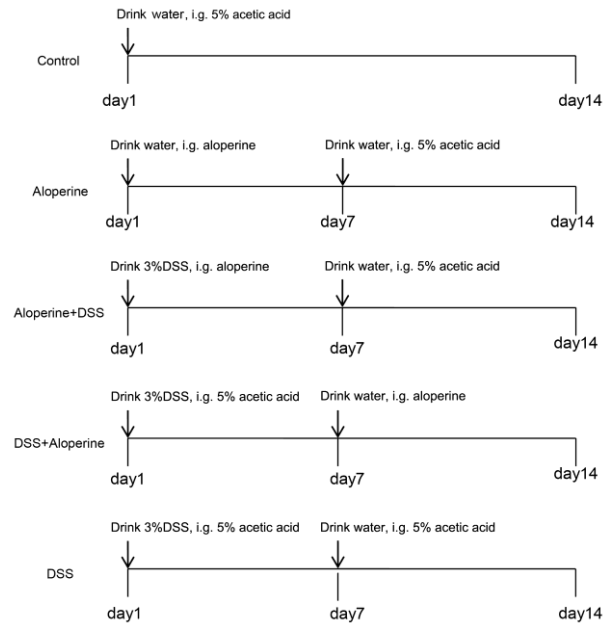 Drink water, i.g. 5% acetic acid
Control
day1
day14
Drink water, i.g. aloperine
Drink water, i.g. 5% acetic acid
Aloperine
day1
day7
day14
Drink 3%DSS, i.g. aloperine
Drink water, i.g. 5% acetic acid
Aloperine+DSS
day1
day7
day14
Drink 3%DSS, i.g. 5% acetic acid
Drink water, i.g. aloperine
DSS+Aloperine
day1
day7
day14
Drink 3%DSS, i.g. 5% acetic acid
Drink water, i.g. 5% acetic acid
DSS
day1
day7
day14